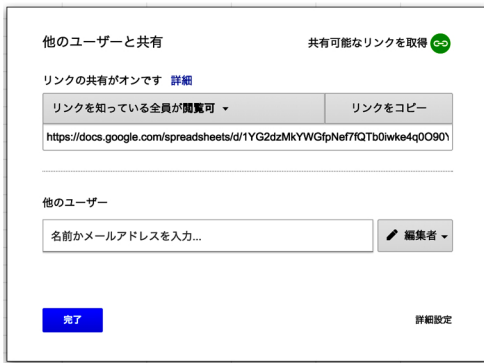 他のユーザーと共有
共有可能なリンクを取得
リンクの共有がオンです 詳細
リンクを知っている全員が閲覧可
リンクをコピー
https://docs.google.com/spreadsheets/d/1YG2dzMkYWGfpNef7fQTb0iwke4q0O90Y
他のユーザー
名前かメールアドレスを入力...
編集者
完了
詳細設定